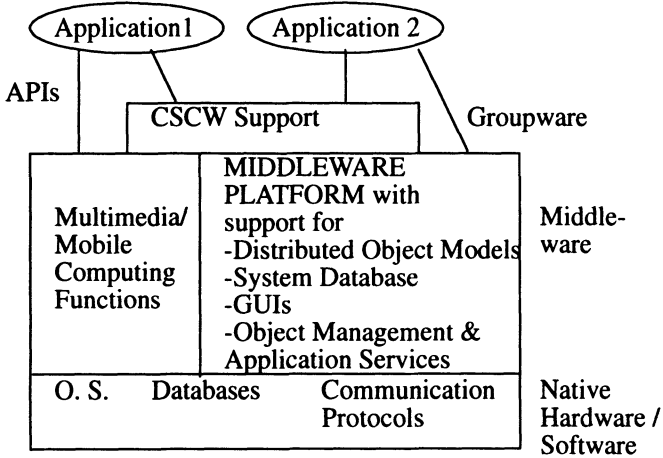 Application1
Application 2
APIs
CSCW Support
Groupware
Multimedia/
Mobile
Computing
Functions
MIDDLEWARE
PLATFORM with
support for
-Distributed Object Models
-System Database
-GUIs
-Object Management &
Application Services
Middle-
ware
O. S.
Databases
Communication
Protocols
Native
Hardware /
Software